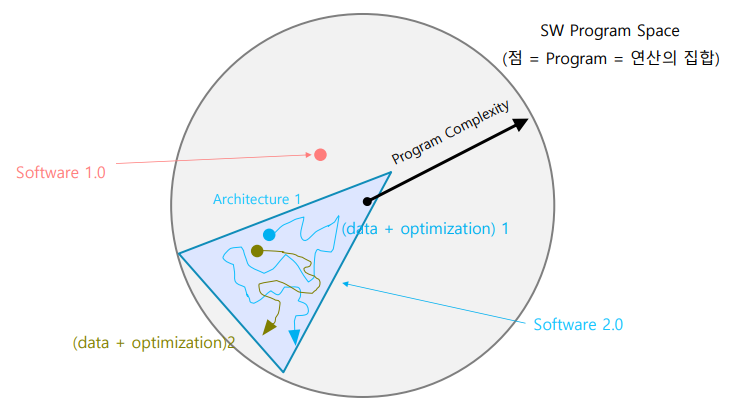 SW Program Space
(점 = Program = 연산의 집합)
Program Complexity
Software 1.0
Architecture 1
(data + optimization) 1
Software 2.0
(data + optimization)2